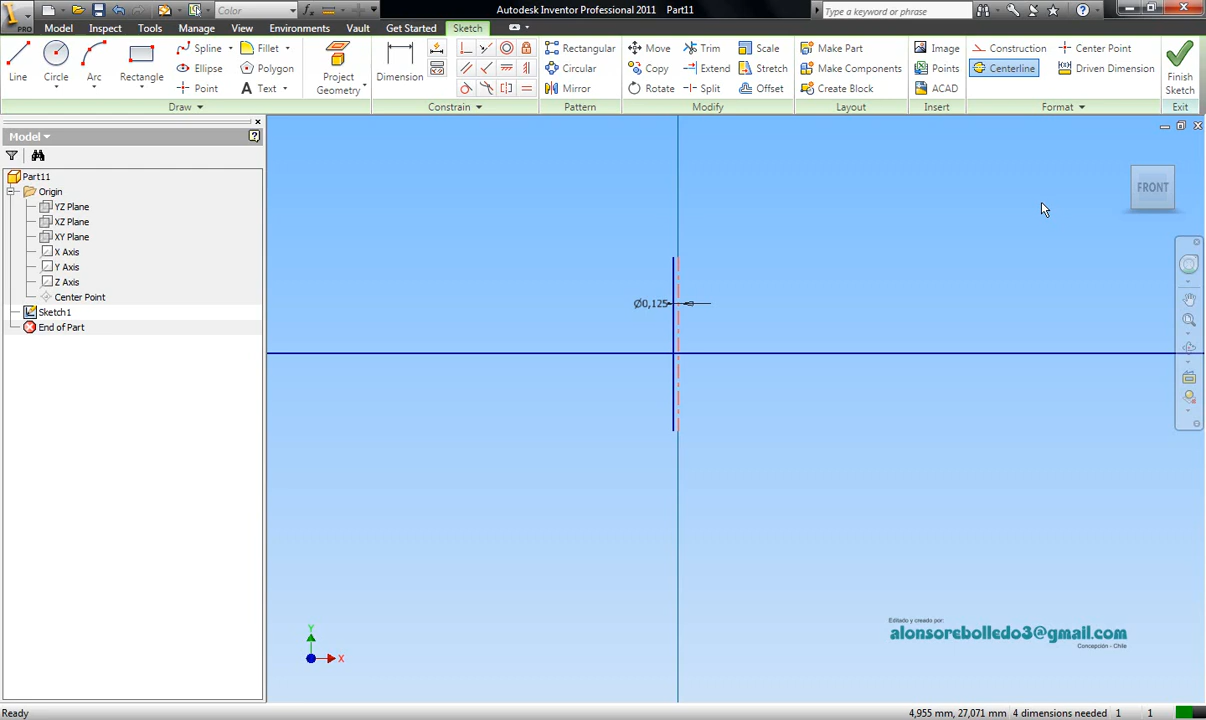 PRO
Color
Autodesk Inventor Professional 2011 Part11
Type a keyword or phrase
Model Inspect Tools Manage View Environments Vault Get Started Sketch
Line
Circle
Arc
Rectangle
Spline
Ellipse
Point
Fillet
Polygon
Text
Project Geometry
Dimension
Rectangular
Circular
Mirror
Move
Copy
Rotate
Trim
Extend
Split
Scale
Stretch
Offset
Make Part
Make Components
Create Block
Image
Points
ACAD
Construction
Centerline
Center Point
Driven Dimension
Finish Sketch
Draw Constrain Pattern Modify Layout Insert Format Exit
Model
Part11
Origin
YZ Plane
XZ Plane
XY Plane
X Axis
Y Axis
Z Axis
Center Point
Sketch1
End of Part
FRONT
Ø0,125
Y
X
Editado y creado por:
alonsorebolledo3@gmail.com
Concepción - Chile
Ready
4,955 mm, 27,071 mm 4 dimensions needed 1 1